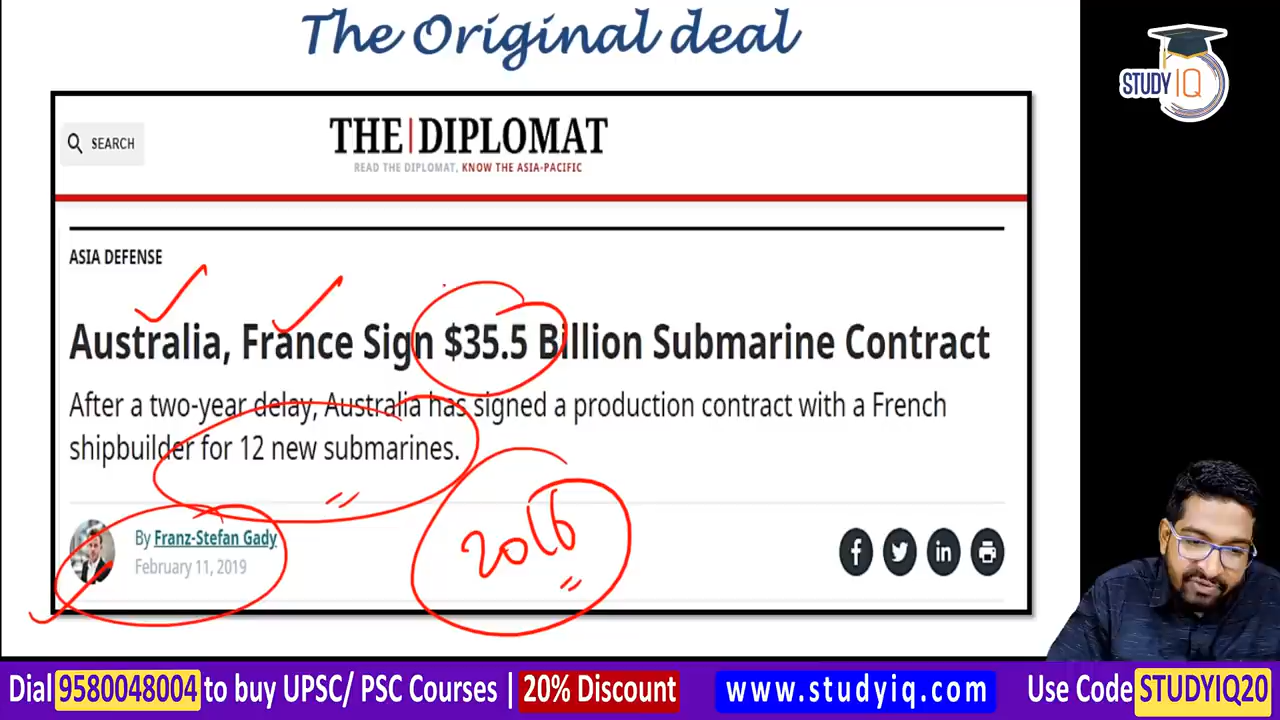 The Original deal
STUDY IQ
SEARCH
THE|DIPLOMAT
READ THE DIPLOMAT, KNOW THE ASIA-PACIFIC
ASIA DEFENSE
Australia, France Sign $35.5 Billion Submarine Contract
After a two-year delay, Australia has signed a production contract with a French
shipbuilder for 12 new submarines.
2016
By Franz-Stefan Gady
February 11, 2019
Dial 9580048004 to buy UPSC/ PSC Courses | 20% Discount www.studyiq.com Use Code STUDYIQ20